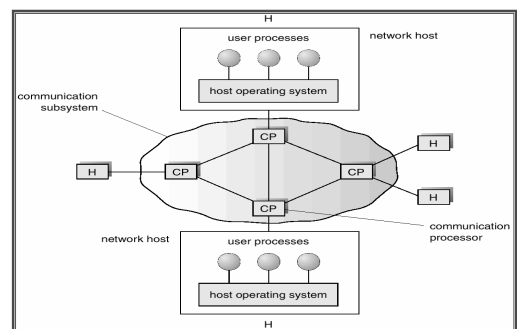 H
user processes
network host
host operating system
communication
subsystem
CP
H
CP
CP
H
H
CP
communication
processor
network host
user processes
host operating system
H